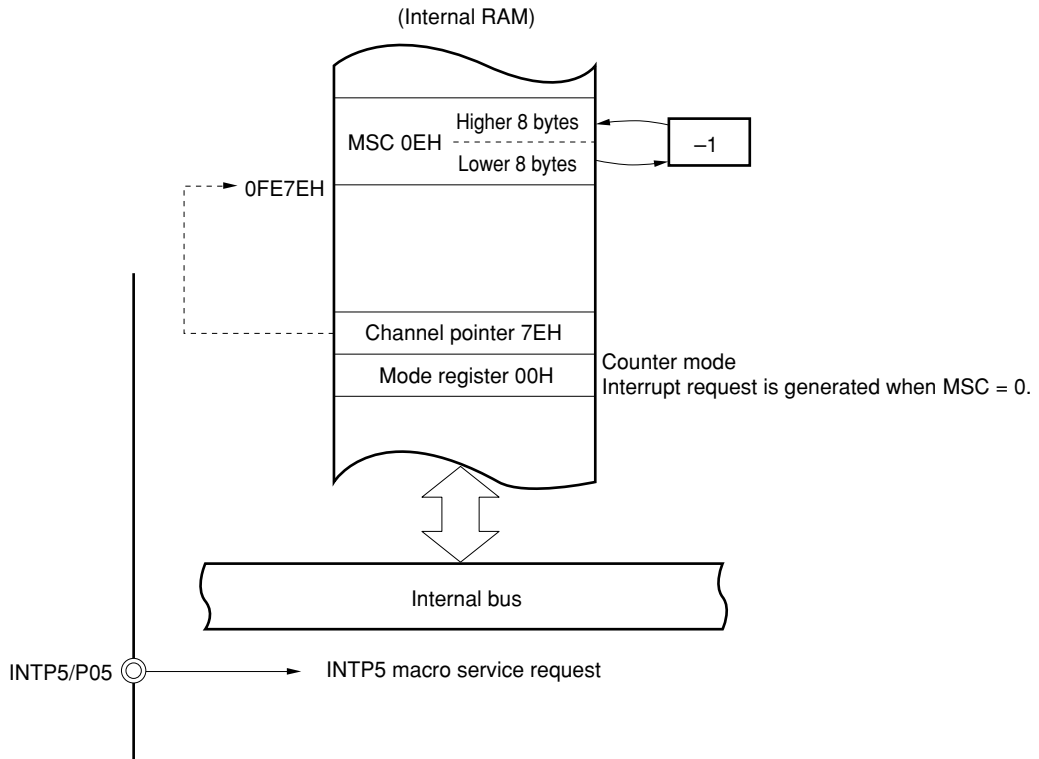 (Internal RAM)
Higher 8 bytes
MSC 0EH
Lower 8 bytes
–1
0FE7EH
Channel pointer 7EH
Mode register 00H
Counter mode
Interrupt request is generated when MSC = 0.
Internal bus
INTP5/P05
INTP5 macro service request